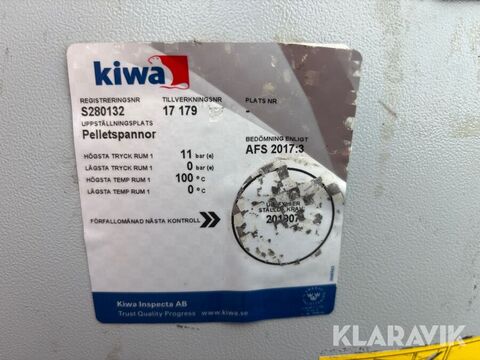 kiwa
REGISTRERINGSNR TILLVERKNINGSNR PLATS NR
S280132 17 179 -
UPPSTÄLLNINGSPLATS
Pelletspannor
BEDÖMNING ENLIGT
AFS 2017:3
HÖGSTA TRYCK RUM 1 11 bar (e)
LÄGSTA TRYCK RUM 1 0 bar (e)
HÖGSTA TEMP RUM 1 100 °C
LÄGSTA TEMP RUM 1 0 °C
STÄLLDA KRAV
FÖRFALLOMÅNAD NÄSTA KONTROLL
Kiwa Inspecta AB
Trust Quality Progress www.kiwa.se
KLARAVIK